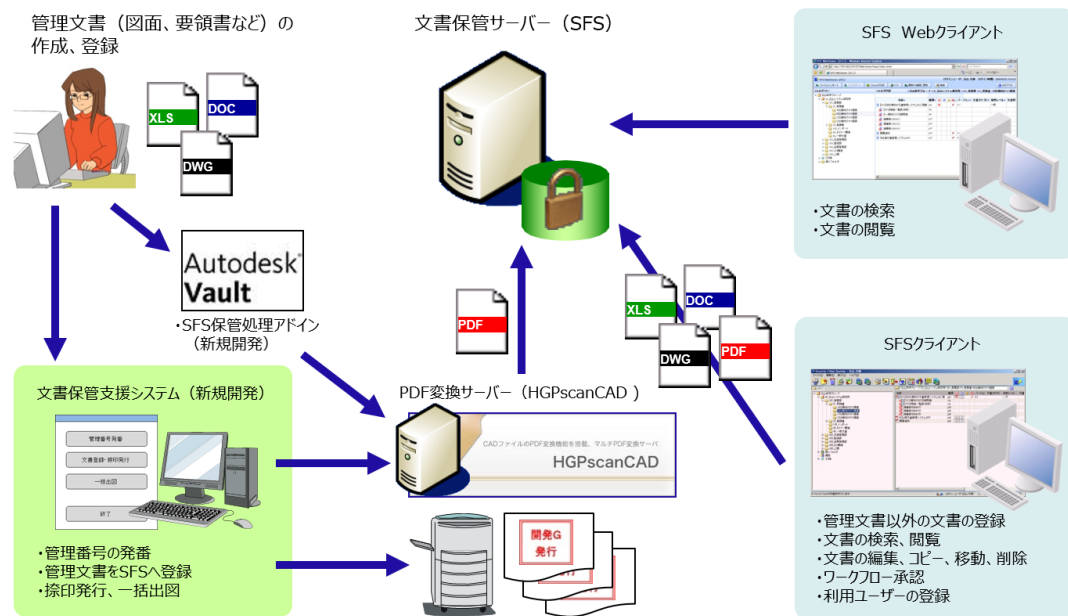 管理文書（図面、要領書など）の
作成、登録
XLS
DOC
DWG
文書保管サーバー（SFS）
SFS Webクライアント
・文書の検索
・文書の閲覧
Autodesk
Vault
・SFS保管処理アドイン
（新規開発）
PDF
XLS
DOC
DWG
PDF
文書保管支援システム（新規開発）
管理番号発番
文書登録・捺印発行
一括出図
終了
・管理番号の発番
・管理文書をSFSへ登録
・捺印発行、一括出図
PDF変換サーバー（HGPscanCAD ）
CADファイルのPDF変換機能を搭載、マルチPDF変換サーバ
HGPscanCAD
開発G
発行
SFSクライアント
・管理文書以外の文書の登録
・文書の検索、閲覧
・文書の編集、コピー、移動、削除
・ワークフロー承認
・利用ユーザーの登録